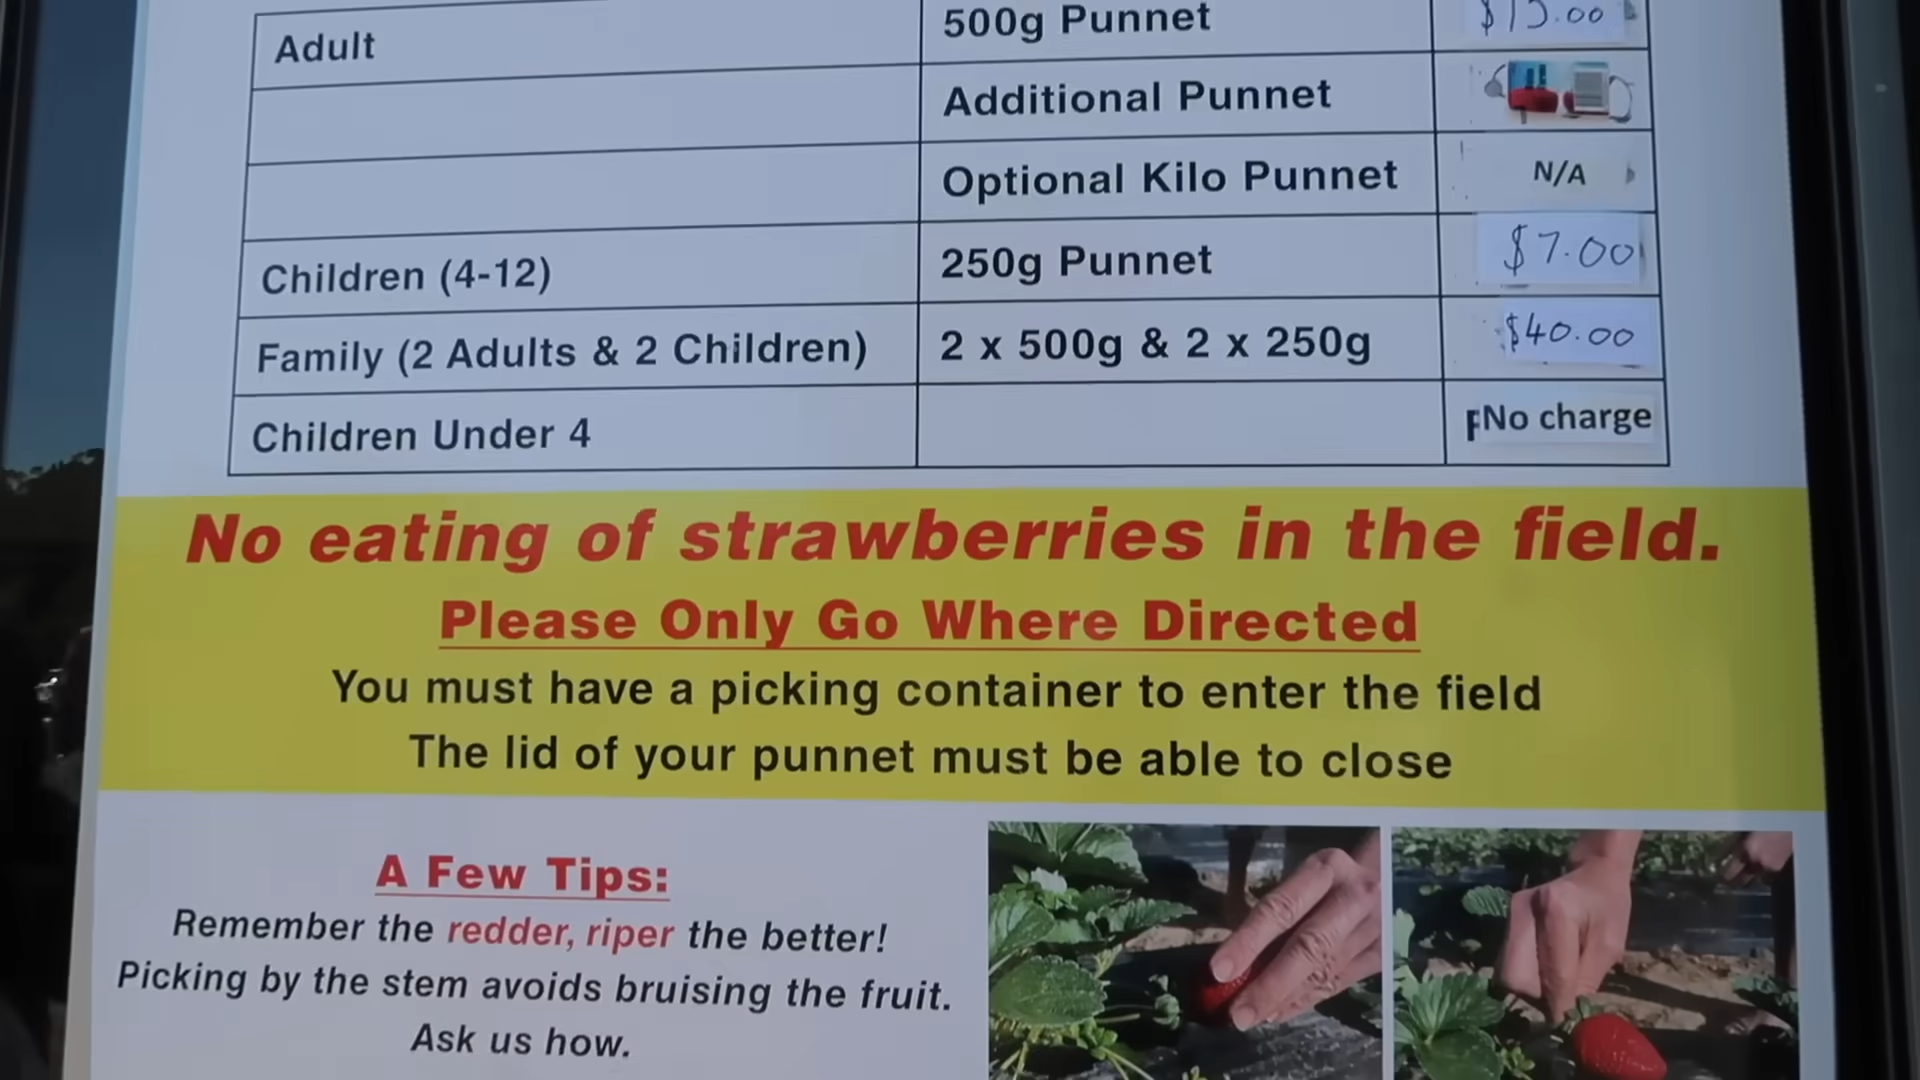 Adult 500g Punnet
Additional Punnet
Optional Kilo Punnet N/A
Children (4-12) 250g Punnet $7.00
Family (2 Adults & 2 Children) 2 x 500g & 2 x 250g $40.00
Children Under 4 No charge
No eating of strawberries in the field.
Please Only Go Where Directed
You must have a picking container to enter the field
The lid of your punnet must be able to close
A Few Tips:
Remember the redder, riper the better!
Picking by the stem avoids bruising the fruit.
Ask us how.